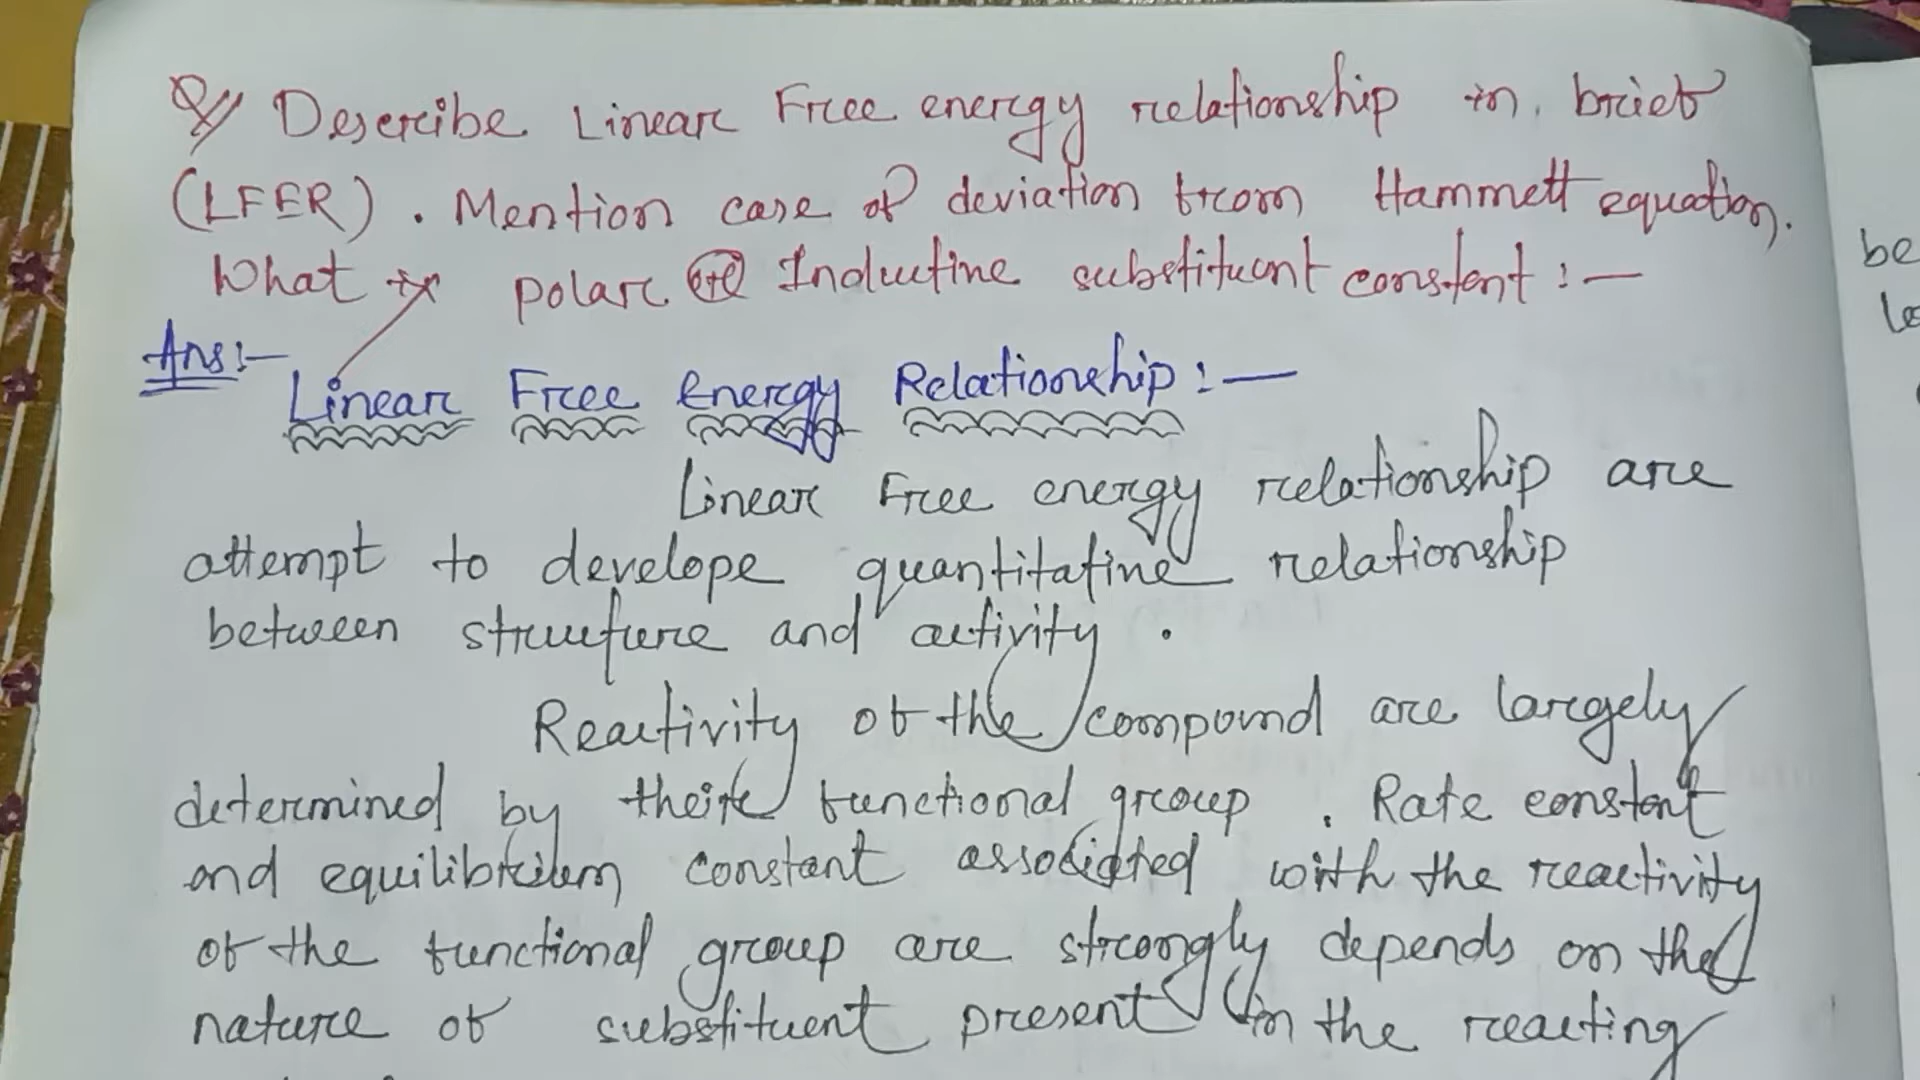 Q// Describe Linear Free energy relationship in brief
(LFER). Mention case of deviation from Hammett equation.
What is polar or Inductive substituent constant :—
Ans:—
Linear Free Energy Relationship :—
Linear Free energy relationship are
attempt to develope quantitative relationship
between structure and activity.
Reactivity of the compound are largely
determined by their functional group. Rate constant
and equilibrium constant associated with the reactivity
of the functional group are strongly depends on the
nature of substituent present in the reacting
be